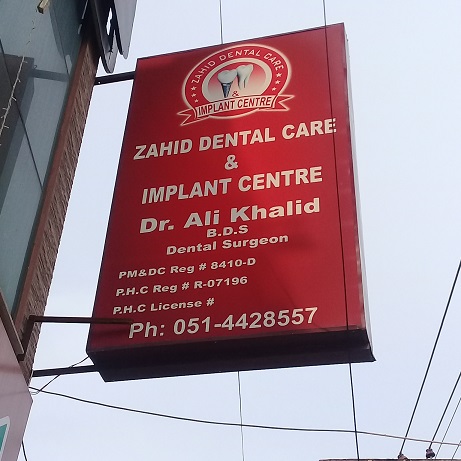 ZAHID DENTAL CARE
&
IMPLANT CENTRE
ZAHID DENTAL CARE
&
IMPLANT CENTRE
Dr. Ali Khalid
B.D.S
Dental Surgeon
PM&DC Reg # 8410-D
P.H.C Reg # R-07196
P.H.C License #
Ph: 051-4428557